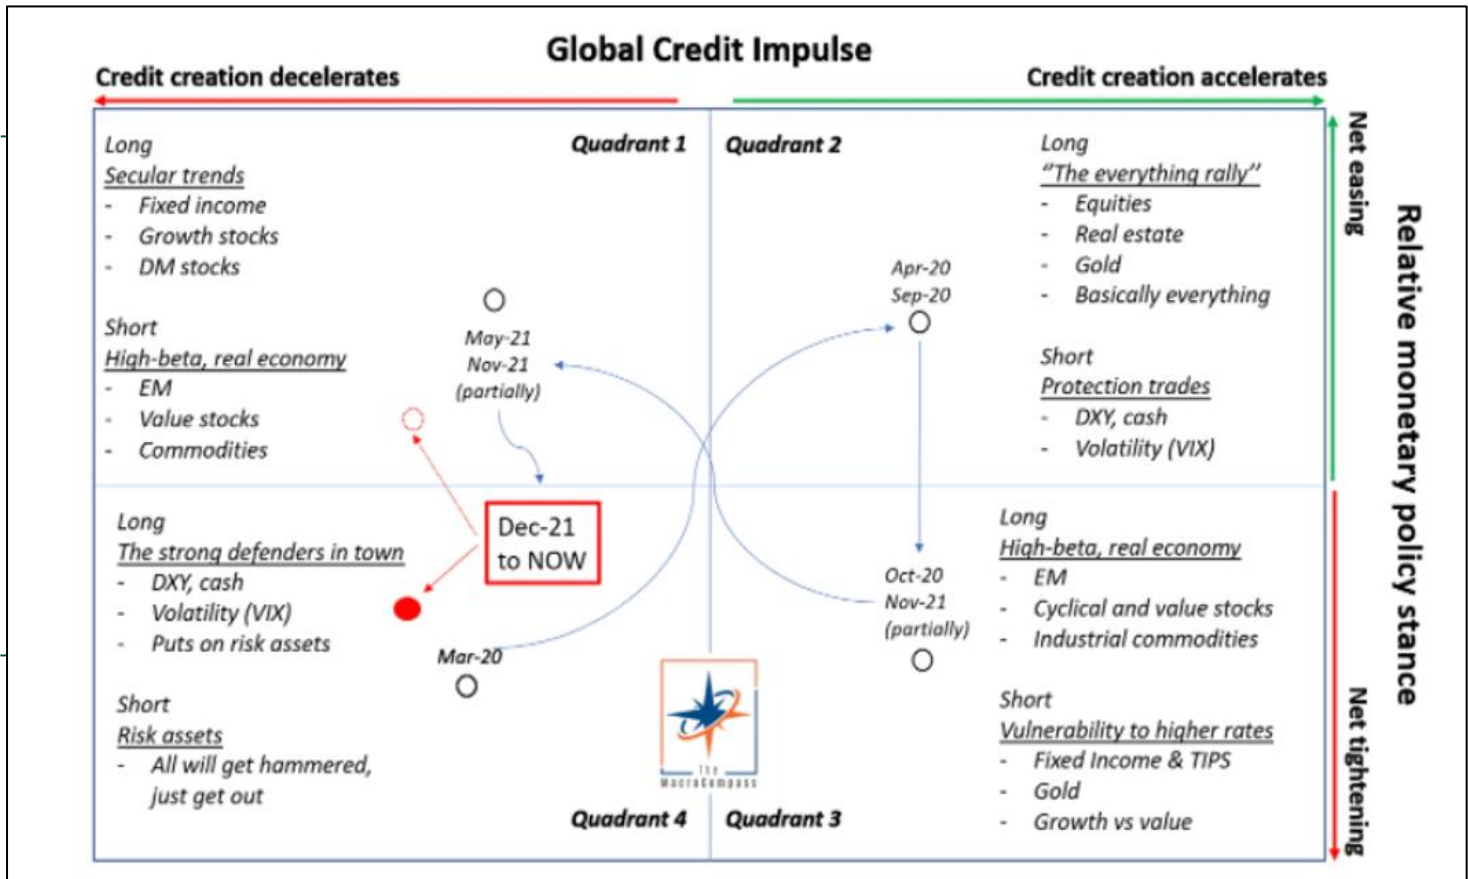 Global Credit Impulse
Credit creation decelerates
Credit creation accelerates
Long
Secular trends
- Fixed income
- Growth stocks
- DM stocks
Short
High-beta, real economy
- EM
- Value stocks
- Commodities
Quadrant 1
May-21
Nov-21
(partially)
Quadrant 2
Long
“The everything rally”
- Equities
- Real estate
- Gold
- Basically everything
Short
Protection trades
- DXY, cash
- Volatility (VIX)
Apr-20
Sep-20
Net easing
Relative monetary policy stance
Net tightening
Long
The strong defenders in town
- DXY, cash
- Volatility (VIX)
- Puts on risk assets
Short
Risk assets
- All will get hammered,
just get out
Dec-21
to NOW
Mar-20
Quadrant 4
Oct-20
Nov-21
(partially)
Long
High-beta, real economy
- EM
- Cyclical and value stocks
- Industrial commodities
Short
Vulnerability to higher rates
- Fixed Income & TIPS
- Gold
- Growth vs value
Quadrant 3
The
MacroCompass